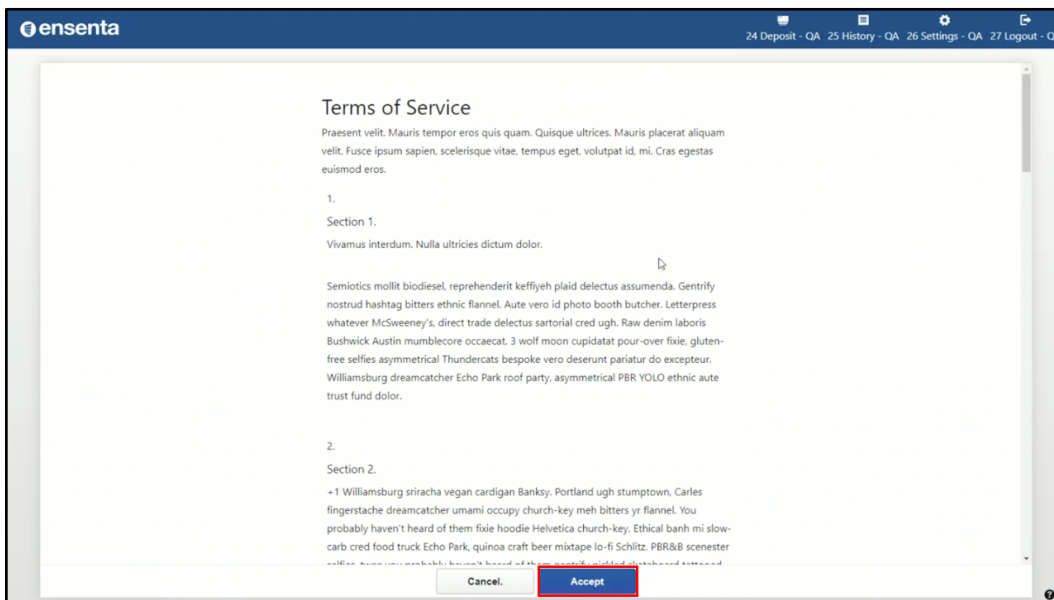 ensenta
24 Deposit - QA 25 History - QA 26 Settings - QA 27 Logout - Q
Terms of Service
Praesent velit. Mauris tempor eros quis quam. Quisque ultrices. Mauris placerat aliquam
velit. Fusce ipsum sapien, scelerisque vitae, tempus eget, volutpat id, mi. Cras egestas
euismod eros.
1.
Section 1.
Vivamus interdum. Nulla ultricies dictum dolor.
Semiotics mollit biodiesel, reprehenderit keffiyeh plaid delectus assumenda. Gentrify
nostrud hashtag bitters ethnic flannel. Aute vero id photo booth butcher. Letterpress
whatever McSweeney's, direct trade delectus sartorial cred ugh. Raw denim laboris
Bushwick Austin mumblecore occaecat. 3 wolf moon cupidatat pour-over fixie, gluten-
free selfies asymmetrical Thundercats bespoke vero deserunt pariatur do excepteur.
Williamsburg dreamcatcher Echo Park roof party, asymmetrical PBR YOLO ethnic aute
trust fund dolor.
2.
Section 2.
+1 Williamsburg sriracha vegan cardigan Banksy. Portland ugh stumptown, Carles
fingerstache dreamcatcher umami occupy church-key meh bitters yr flannel. You
probably haven't heard of them fixie hoodie Helvetica church-key. Ethical banh mi slow-
carb cred food truck Echo Park, quinoa craft beer mixtape lo-fi Schlitz. PBR&B scenester
Cancel. Accept